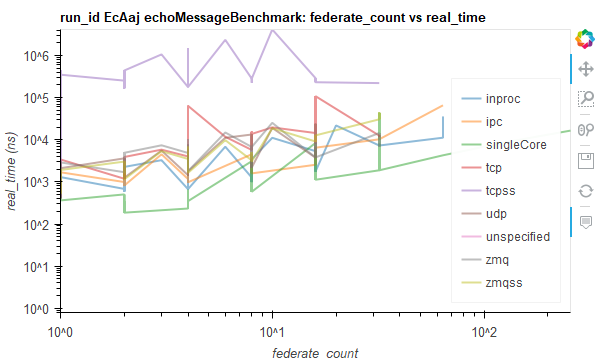 run_id EcAaj echoMessageBenchmark: federate_count vs real_time
real_time (ns)
10^6
10^5
10^4
10^3
10^2
10^1
10^0
10^0
10^1
10^2
federate_count
inproc
ipc
singleCore
tcp
tcpss
udp
unspecified
zmq
zmqss